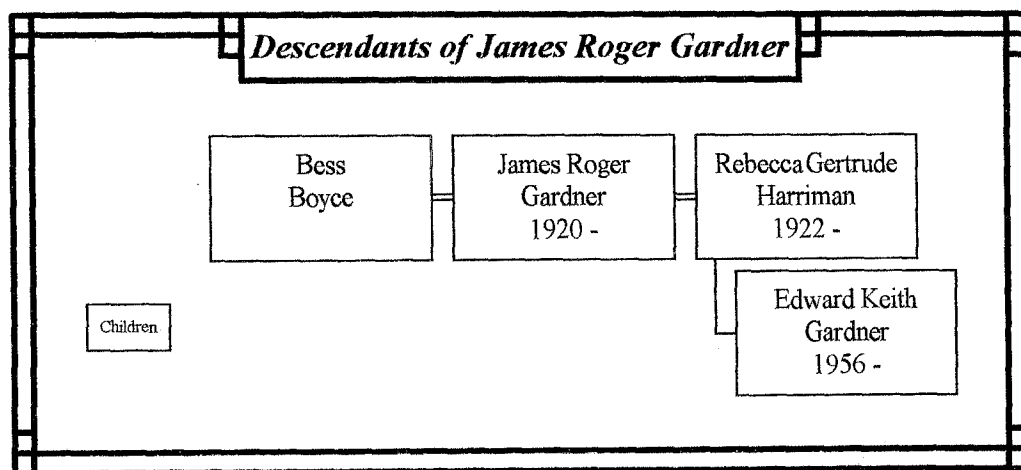 Descendants of James Roger Gardner
Bess
Boyce
James Roger
Gardner
1920 -
Rebecca Gertrude
Harriman
1922 -
Children
Edward Keith
Gardner
1956 -